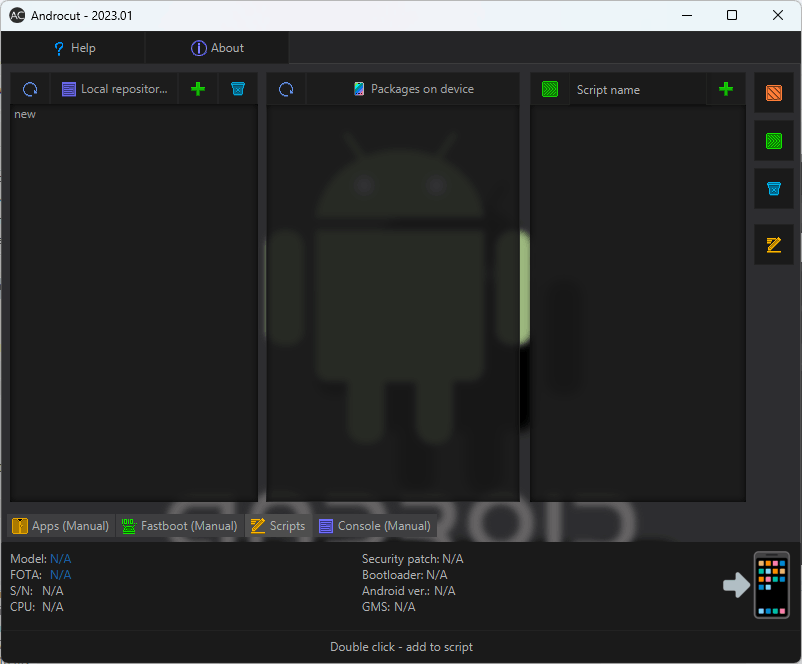 AC Androcut - 2023.01
? Help
i About
Local repositor...
Packages on device
Script name
new
Apps (Manual)
Fastboot (Manual)
Scripts
Console (Manual)
Model: N/A
FOTA: N/A
S/N: N/A
CPU: N/A
Security patch: N/A
Bootloader: N/A
Android ver.: N/A
GMS: N/A
Double click - add to script